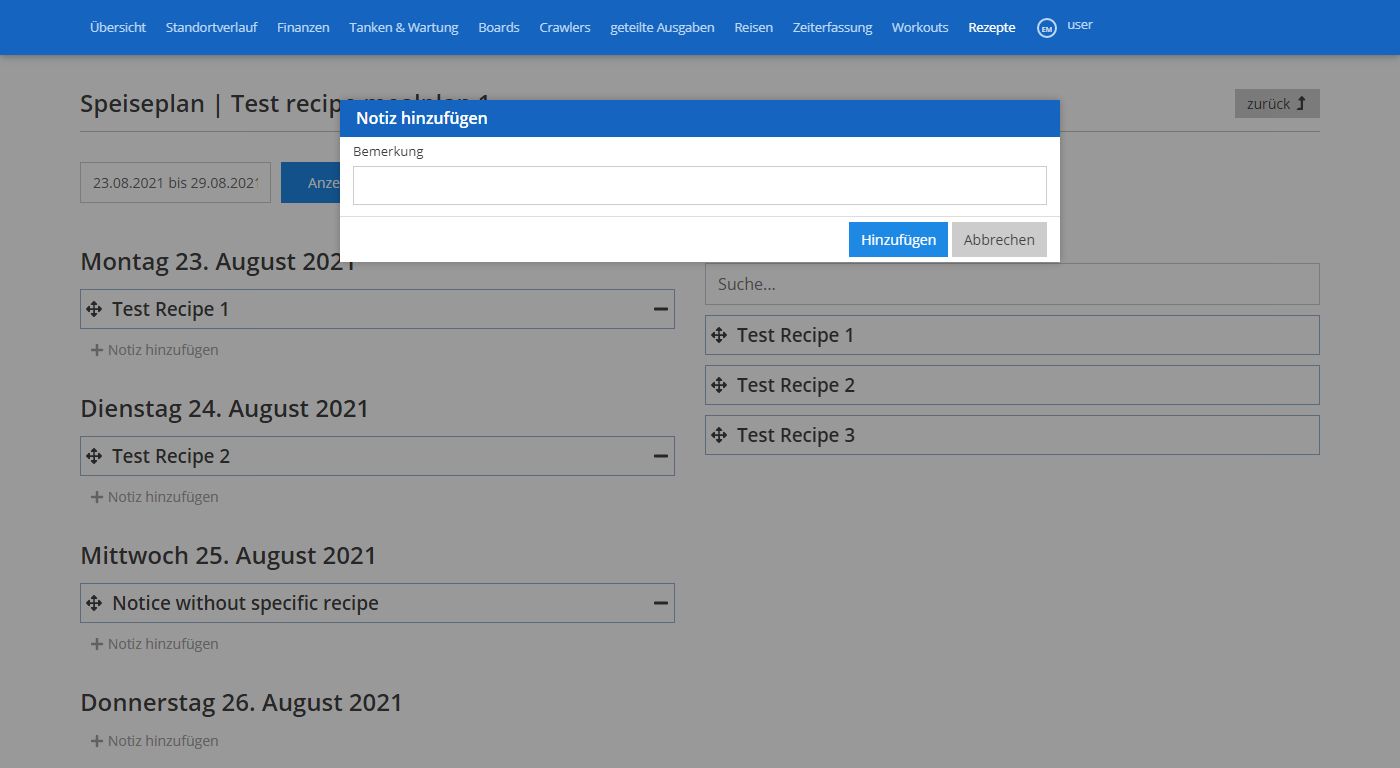 Übersicht Standortverlauf Finanzen Tanken & Wartung Boards Crawlers geteilte Ausgaben Reisen Zeiterfassung Workouts Rezepte EM user
Speiseplan | Test recipe mealplan 1
zurück
Notiz hinzufügen
Bemerkung
23.08.2021 bis 29.08.2021
Anze
Hinzufügen Abbrechen
Montag 23. August 2021
Test Recipe 1
Notiz hinzufügen
Dienstag 24. August 2021
Test Recipe 2
Notiz hinzufügen
Mittwoch 25. August 2021
Notice without specific recipe
Notiz hinzufügen
Donnerstag 26. August 2021
Notiz hinzufügen
Suche...
Test Recipe 1
Test Recipe 2
Test Recipe 3